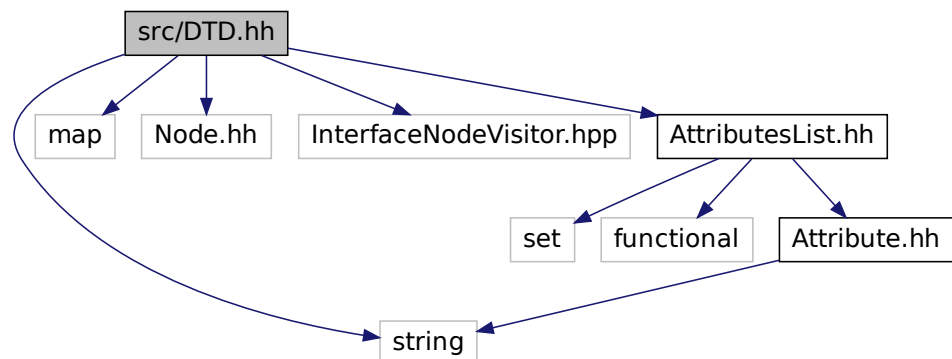 src/DTD.hh
map
Node.hh
InterfaceNodeVisitor.hpp
AttributesList.hh
set
functional
Attribute.hh
string